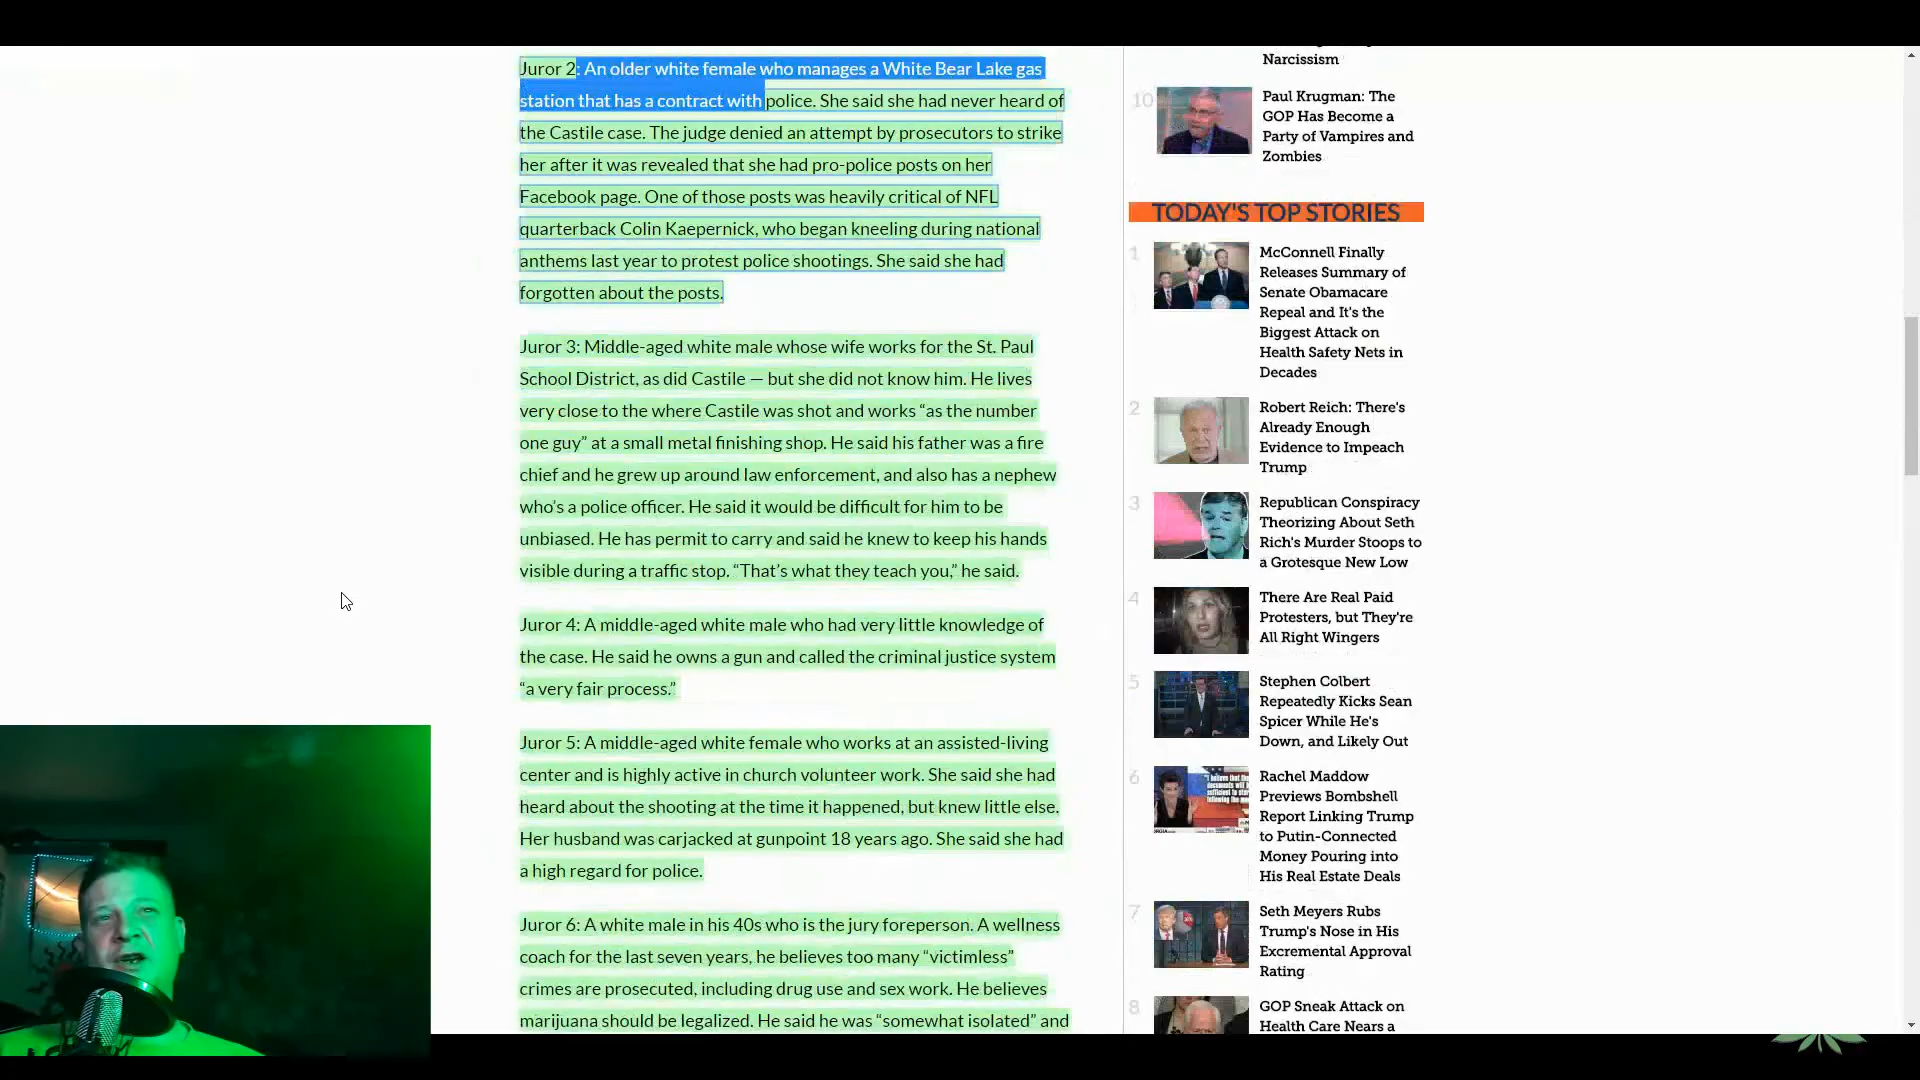 Juror 2: An older white female who manages a White Bear Lake gas
station that has a contract with police. She said she had never heard of
the Castile case. The judge denied an attempt by prosecutors to strike
her after it was revealed that she had pro-police posts on her
Facebook page. One of those posts was heavily critical of NFL
quarterback Colin Kaepernick, who began kneeling during national
anthems last year to protest police shootings. She said she had
forgotten about the posts.
Juror 3: Middle-aged white male whose wife works for the St. Paul
School District, as did Castile — but she did not know him. He lives
very close to the where Castile was shot and works “as the number
one guy” at a small metal finishing shop. He said his father was a fire
chief and he grew up around law enforcement, and also has a nephew
who’s a police officer. He said it would be difficult for him to be
unbiased. He has permit to carry and said he knew to keep his hands
visible during a traffic stop. “That’s what they teach you,” he said.
Juror 4: A middle-aged white male who had very little knowledge of
the case. He said he owns a gun and called the criminal justice system
“a very fair process.”
Juror 5: A middle-aged white female who works at an assisted-living
center and is highly active in church volunteer work. She said she had
heard about the shooting at the time it happened, but knew little else.
Her husband was carjacked at gunpoint 18 years ago. She said she had
a high regard for police.
Juror 6: A white male in his 40s who is the jury foreperson. A wellness
coach for the last seven years, he believes too many “victimless”
crimes are prosecuted, including drug use and sex work. He believes
marijuana should be legalized. He said he was “somewhat isolated” and
Narcissism
10
Paul Krugman: The
GOP Has Become a
Party of Vampires and
Zombies
TODAY'S TOP STORIES
1
McConnell Finally
Releases Summary of
Senate Obamacare
Repeal and It's the
Biggest Attack on
Health Safety Nets in
Decades
2
Robert Reich: There's
Already Enough
Evidence to Impeach
Trump
3
Republican Conspiracy
Theorizing About Seth
Rich's Murder Stoops to
a Grotesque New Low
4
There Are Real Paid
Protesters, but They're
All Right Wingers
5
Stephen Colbert
Repeatedly Kicks Sean
Spicer While He's
Down, and Likely Out
6
Rachel Maddow
Previews Bombshell
Report Linking Trump
to Putin-Connected
Money Pouring into
His Real Estate Deals
7
Seth Meyers Rubs
Trump's Nose in His
Excremental Approval
Rating
8
GOP Sneak Attack on
Health Care Nears a